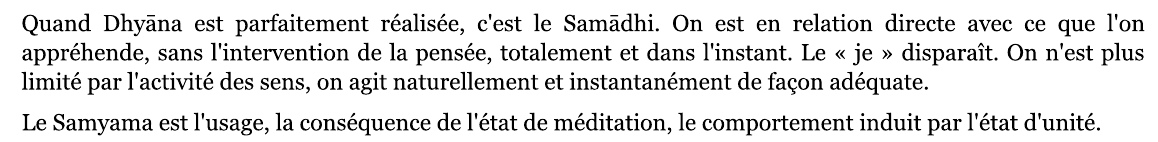 Quand Dhyāna est parfaitement réalisée, c'est le Samādhi. On est en relation directe avec ce que l'on
appréhende, sans l'intervention de la pensée, totalement et dans l'instant. Le « je » disparaît. On n'est plus
limité par l'activité des sens, on agit naturellement et instantanément de façon adéquate.
Le Samyama est l'usage, la conséquence de l'état de méditation, le comportement induit par l'état d'unité.